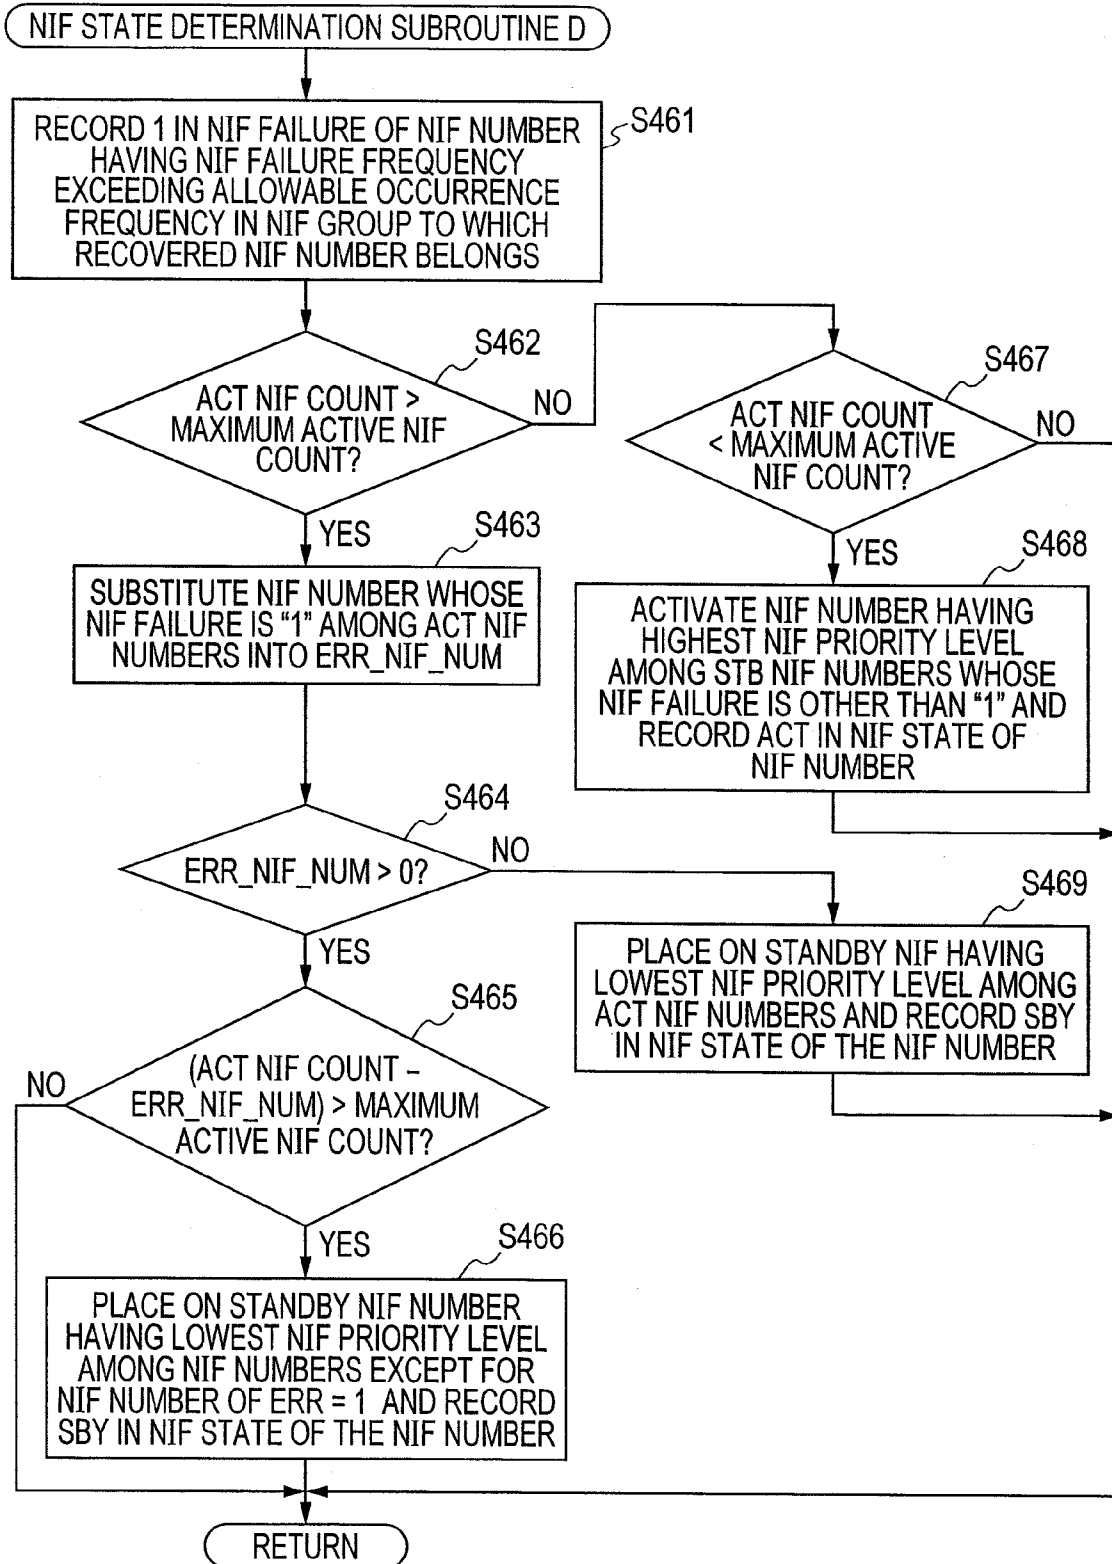 NIF STATE DETERMINATION SUBROUTINE D
S461
RECORD 1 IN NIF FAILURE OF NIF NUMBER
HAVING NIF FAILURE FREQUENCY
EXCEEDING ALLOWABLE OCCURRENCE
FREQUENCY IN NIF GROUP TO WHICH
RECOVERED NIF NUMBER BELONGS
S462
ACT NIF COUNT >
MAXIMUM ACTIVE NIF
COUNT?
NO
YES
S467
ACT NIF COUNT
< MAXIMUM ACTIVE
NIF COUNT?
NO
YES
S463
SUBSTITUTE NIF NUMBER WHOSE
NIF FAILURE IS “1” AMONG ACT NIF
NUMBERS INTO ERR_NIF_NUM
S468
ACTIVATE NIF NUMBER HAVING
HIGHEST NIF PRIORITY LEVEL
AMONG STB NIF NUMBERS WHOSE
NIF FAILURE IS OTHER THAN “1” AND
RECORD ACT IN NIF STATE OF
NIF NUMBER
S464
ERR_NIF_NUM > 0?
NO
YES
S469
PLACE ON STANDBY NIF HAVING
LOWEST NIF PRIORITY LEVEL AMONG
ACT NIF NUMBERS AND RECORD SBY
IN NIF STATE OF THE NIF NUMBER
S465
(ACT NIF COUNT –
ERR_NIF_NUM) > MAXIMUM
ACTIVE NIF COUNT?
NO
YES
S466
PLACE ON STANDBY NIF NUMBER
HAVING LOWEST NIF PRIORITY LEVEL
AMONG NIF NUMBERS EXCEPT FOR
NIF NUMBER OF ERR = 1 AND RECORD
SBY IN NIF STATE OF THE NIF NUMBER
RETURN